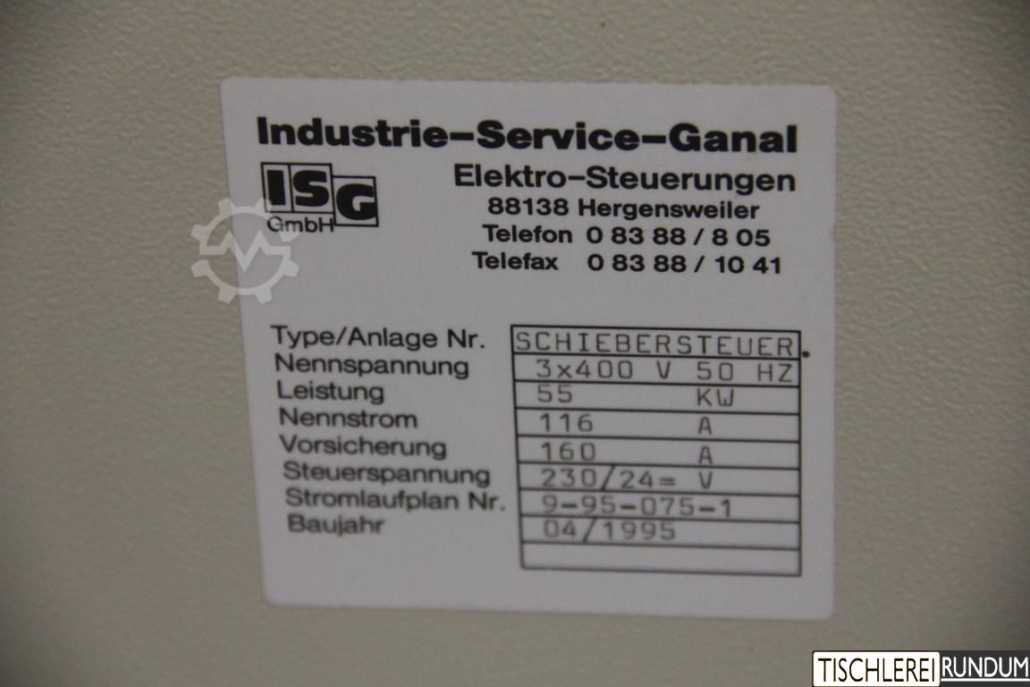 Industrie-Service-Ganal
ISG
GmbH
Elektro-Steuerungen
88138 Hergensweiler
Telefon 0 83 88 / 8 05
Telefax 0 83 88 / 10 41
Type/Anlage Nr. SCHIEBERSTEUER.
Nennspannung 3x400 V 50 HZ
Leistung 55 KW
Nennstrom 116 A
Vorsicherung 160 A
Steuerspannung 230/24= V
Stromlaufplan Nr. 9-95-075-1
Baujahr 04/1995
TISCHLEREI RUNDUM